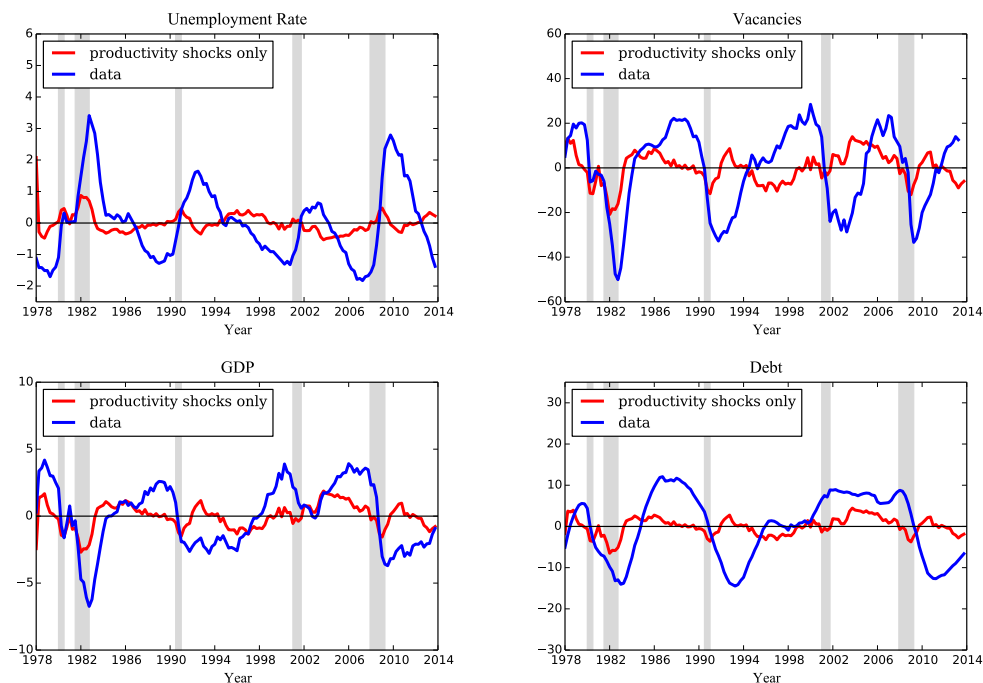 Unemployment Rate
6
5
4
3
2
1
0
−1
−2
productivity shocks only
data
1978 1982 1986 1990 1994 1998 2002 2006 2010 2014
Year
Vacancies
60
40
20
0
−20
−40
−60
productivity shocks only
data
1978 1982 1986 1990 1994 1998 2002 2006 2010 2014
Year
GDP
10
5
0
−5
−10
productivity shocks only
data
1978 1982 1986 1990 1994 1998 2002 2006 2010 2014
Year
Debt
30
20
10
0
−10
−20
−30
productivity shocks only
data
1978 1982 1986 1990 1994 1998 2002 2006 2010 2014
Year